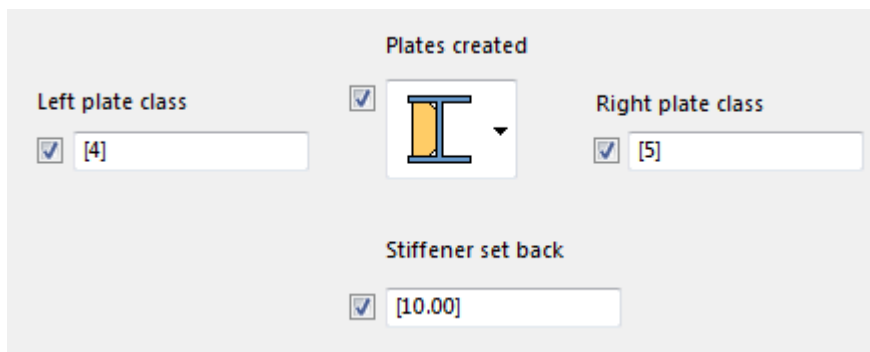 Plates created
Left plate class
Right plate class
[4]
[5]
Stiffener set back
[10.00]